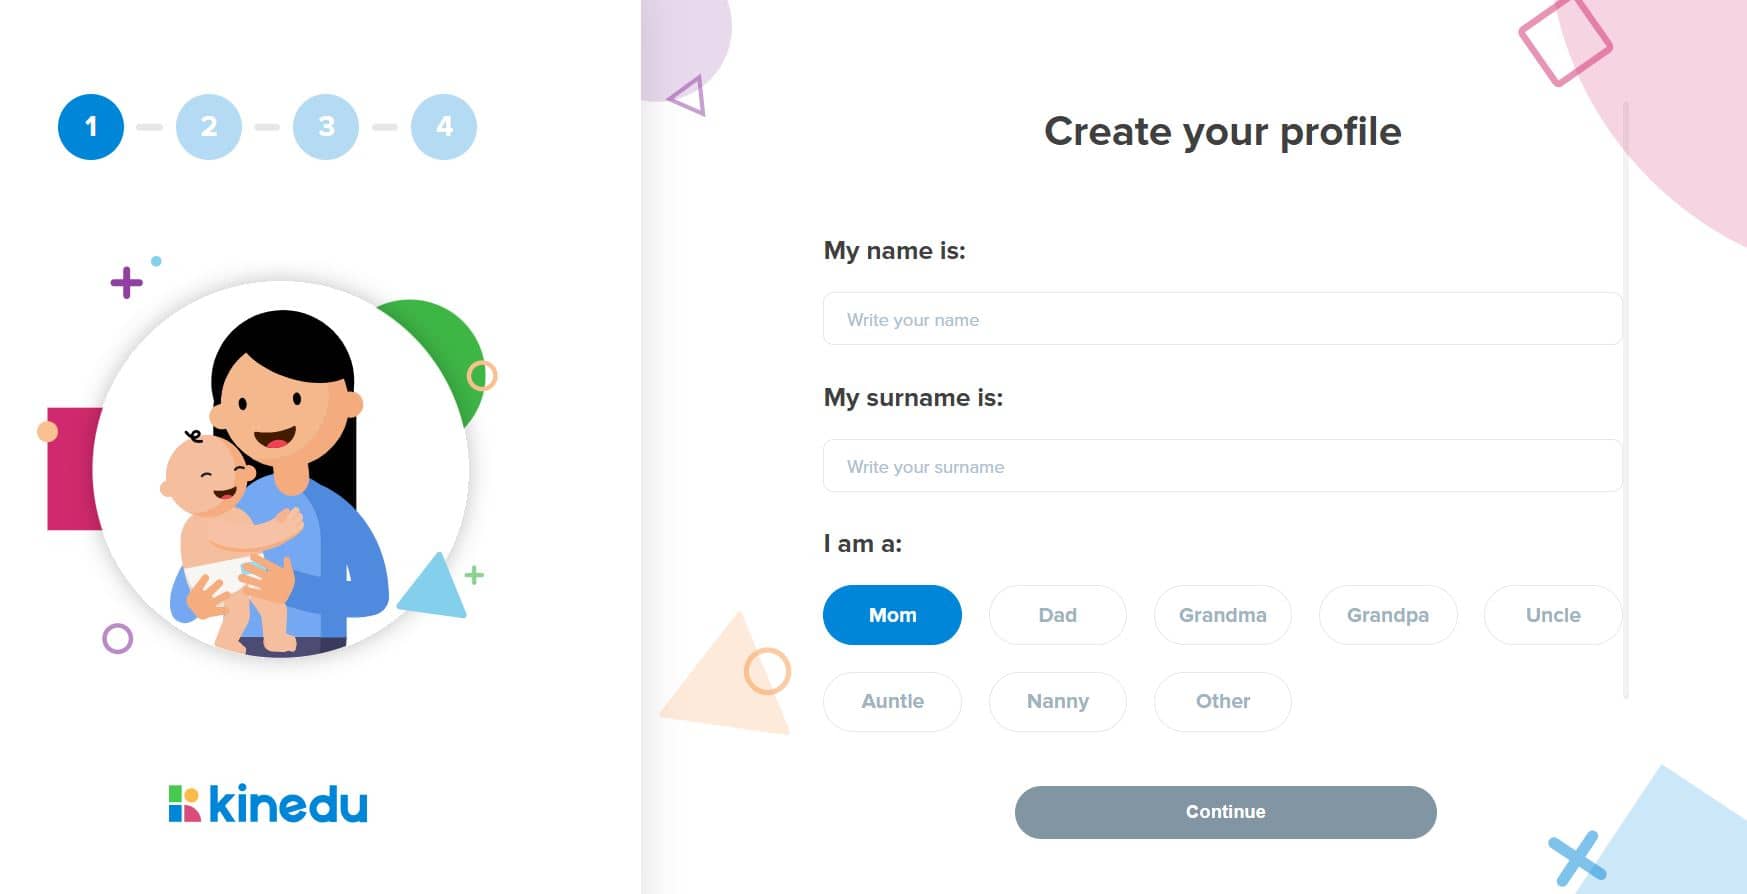 1 2 3 4
Create your profile
My name is:
Write your name
My surname is:
Write your surname
I am a:
Mom Dad Grandma Grandpa Uncle
Auntie Nanny Other
Continue
kinedu